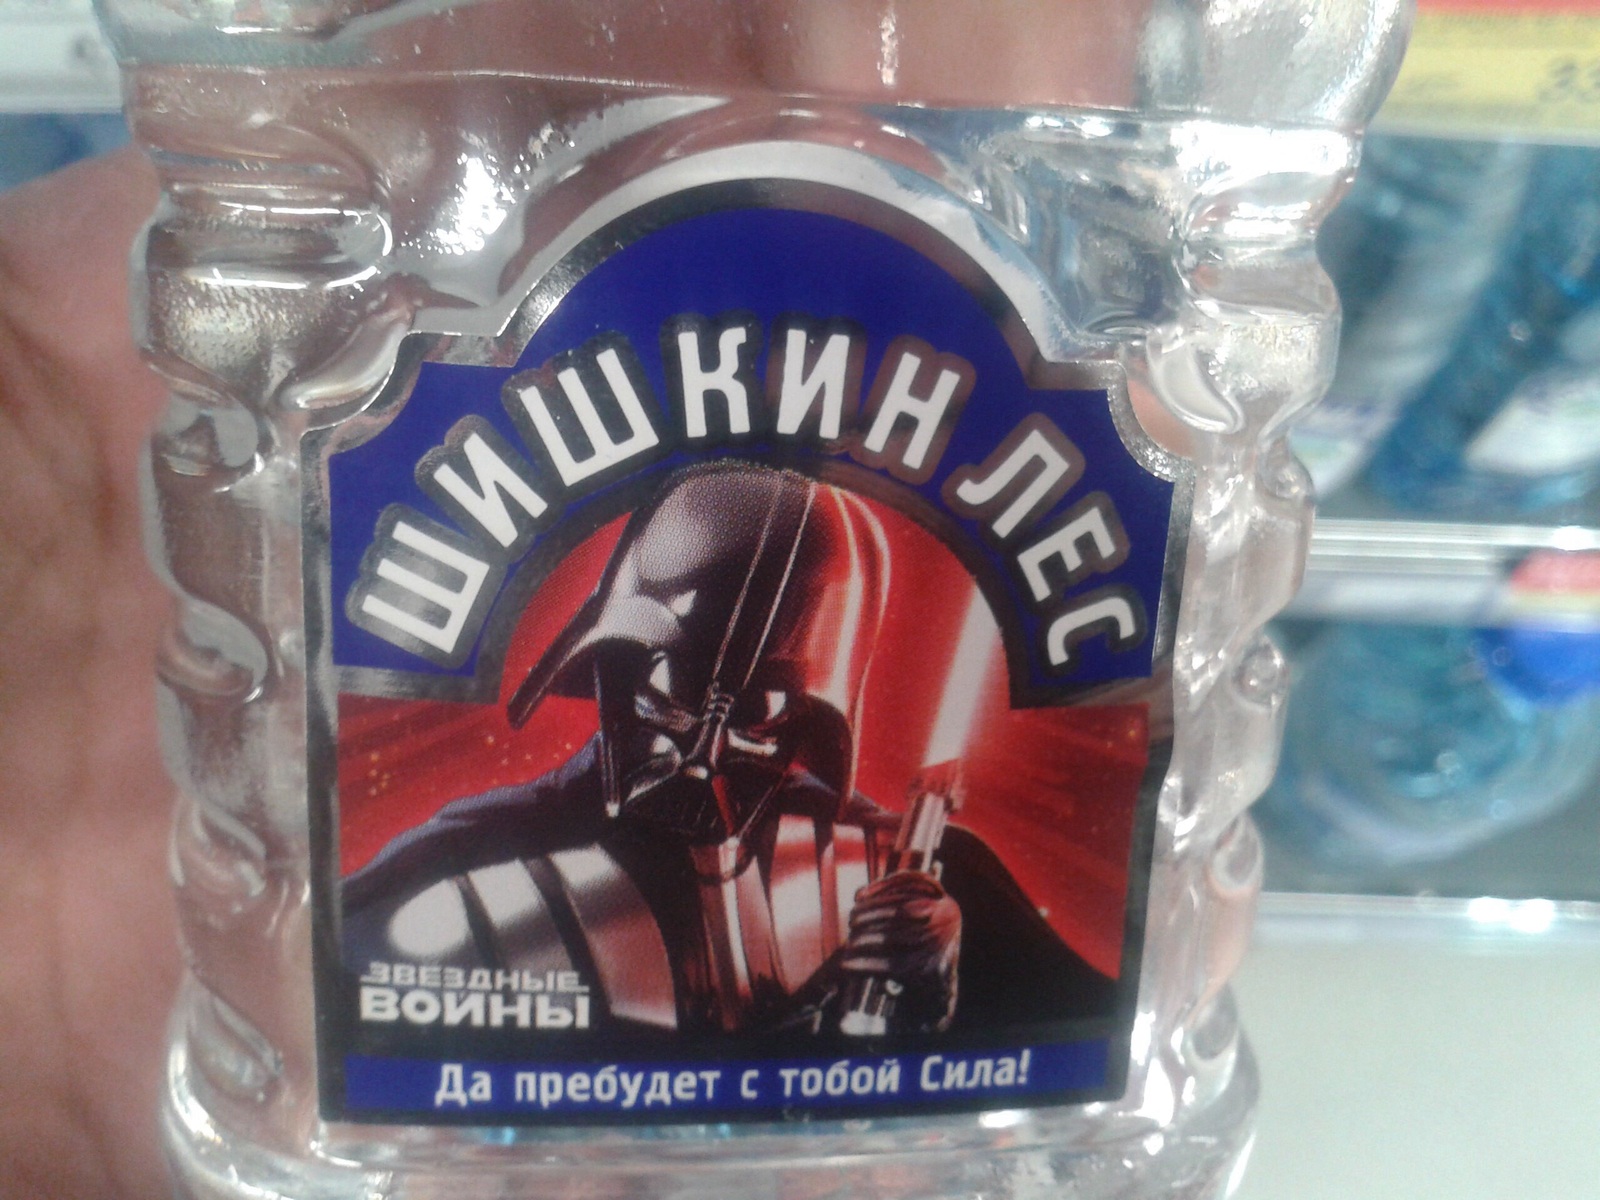 ШИШКИН ЛЕС
ЗВЕЗДНЫЕ
ВОЙНЫ
Да пребудет с тобой Сила!